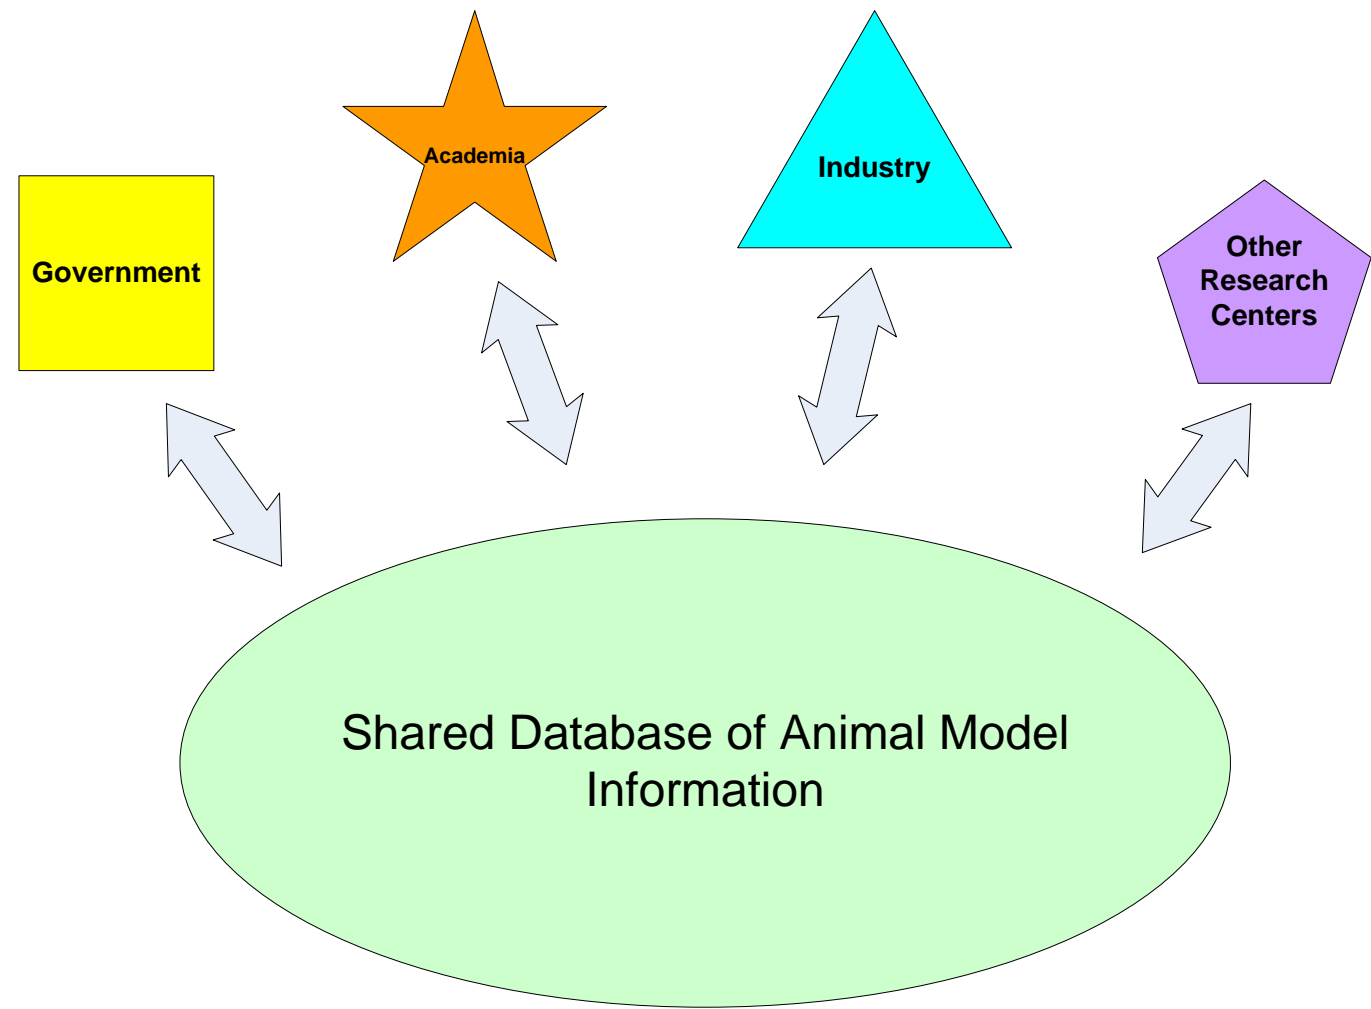 Academia
Industry
Government
Other
Research
Centers
Shared Database of Animal Model
Information